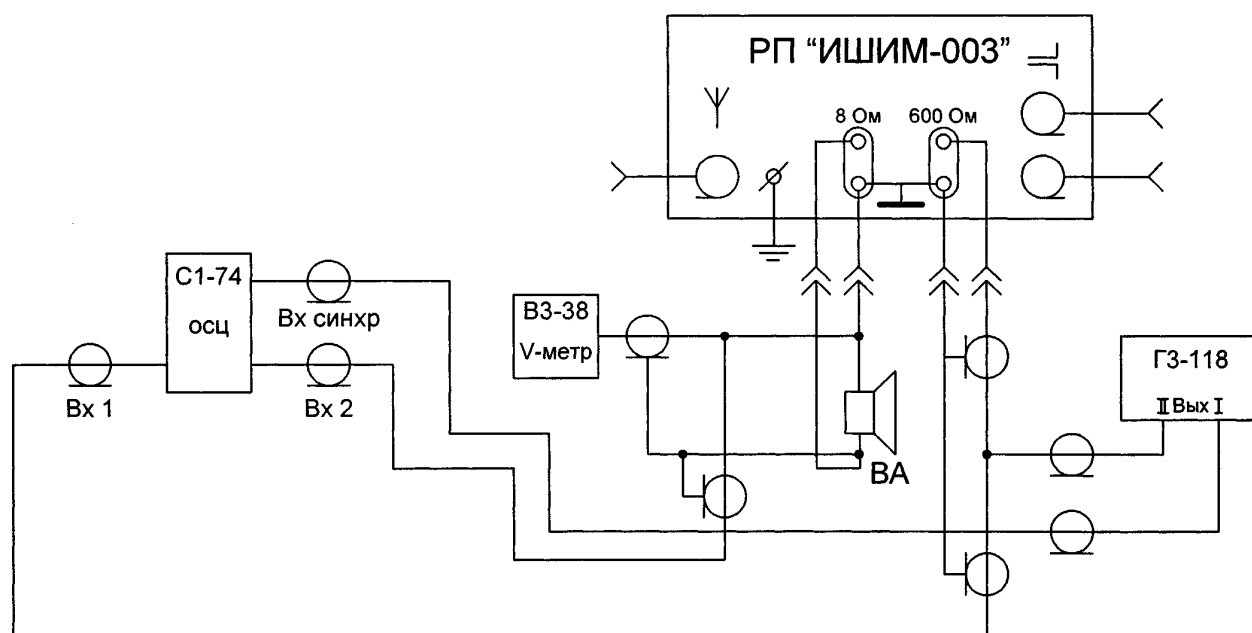 РП “ИШИМ-003”
8 Ом
600 Ом
С1-74
осц
Вх синхр
Вх 1
Вх 2
В3-38
V-метр
ВА
Г3-118
II Вых I